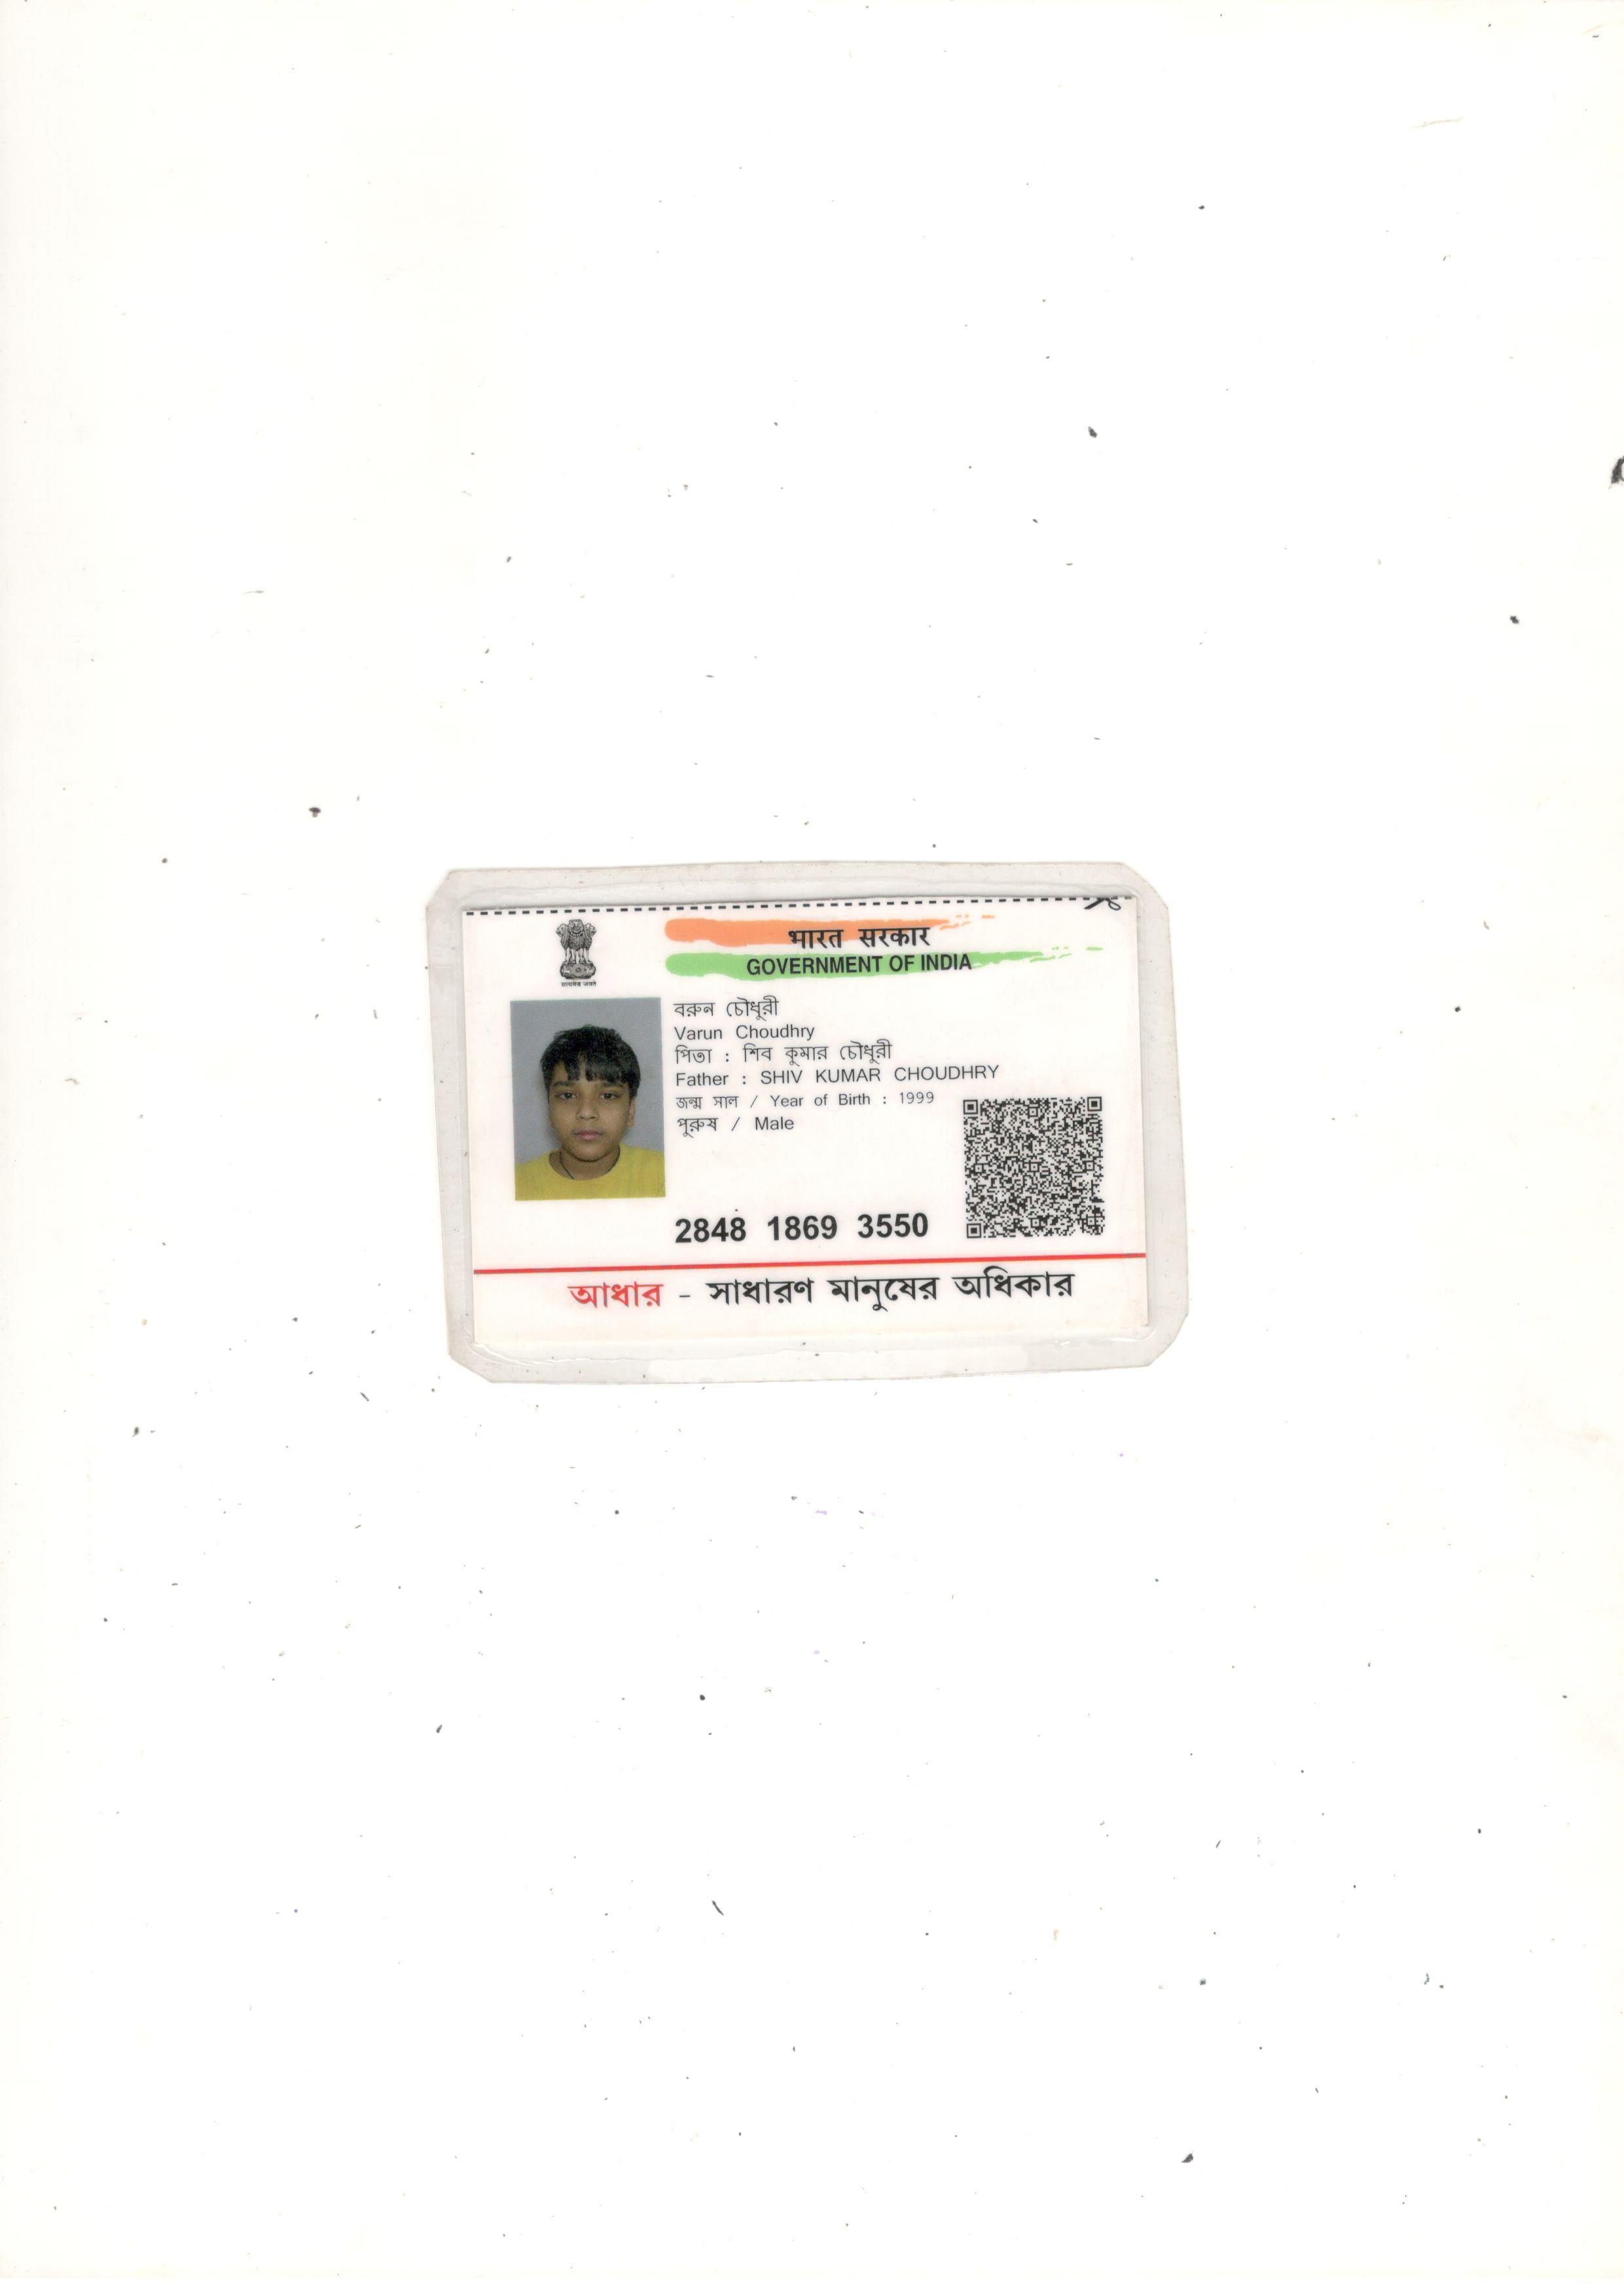 भारत सरकार
GOVERNMENT OF INDIA
सत्यमेव जयते
বরুন চৌধুরী
Varun Choudhry
পিতা : শিব কুমার চৌধুরী
Father : SHIV KUMAR CHOUDHRY
জন্ম সাল / Year of Birth : 1999
পুরুষ / Male
2848 1869 3550
আধার - সাধারণ মানুষের অধিকার